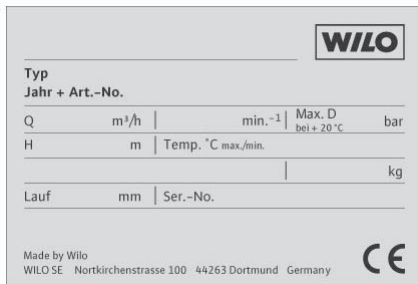 WILO
Typ
Jahr + Art.-No.
Q m³/h min.⁻¹ Max. D bei + 20 °C bar
H m Temp. °C max./min.
kg
Lauf mm Ser.-No.
Made by Wilo
WILO SE Nortkirchenstrasse 100 44263 Dortmund Germany CE